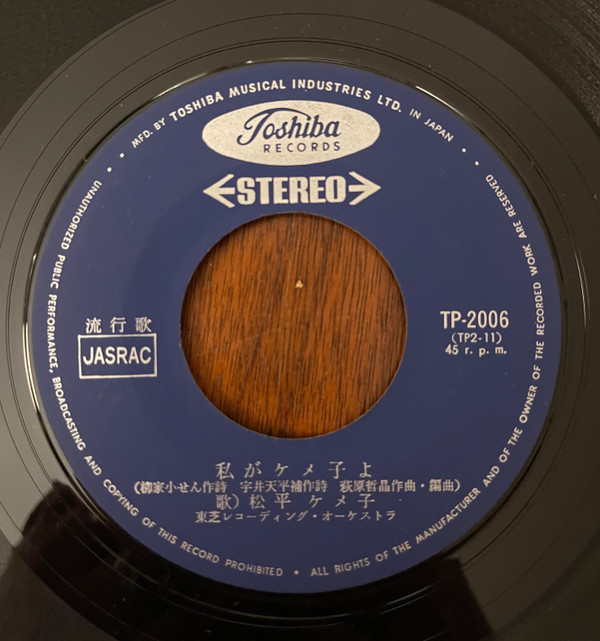 MFD. BY TOSHIBA MUSICAL INDUSTRIES LTD. IN JAPAN
Toshiba
RECORDS
STEREO
流行歌
JASRAC
TP-2006
(TP2-11)
45 r. p. m.
私がケメ子よ
(柳家小せん作詩 宇井天平補作詩 萩原哲晶作曲・編曲)
歌) 松平ケメ子
東芝レコーディング・オーケストラ
UNAUTHORIZED PUBLIC PERFORMANCE, BROADCASTING AND COPYING OF THIS RECORD PROHIBITED • ALL RIGHTS OF THE MANUFACTURER AND OF THE OWNER OF THE RECORDED WORK ARE RESERVED